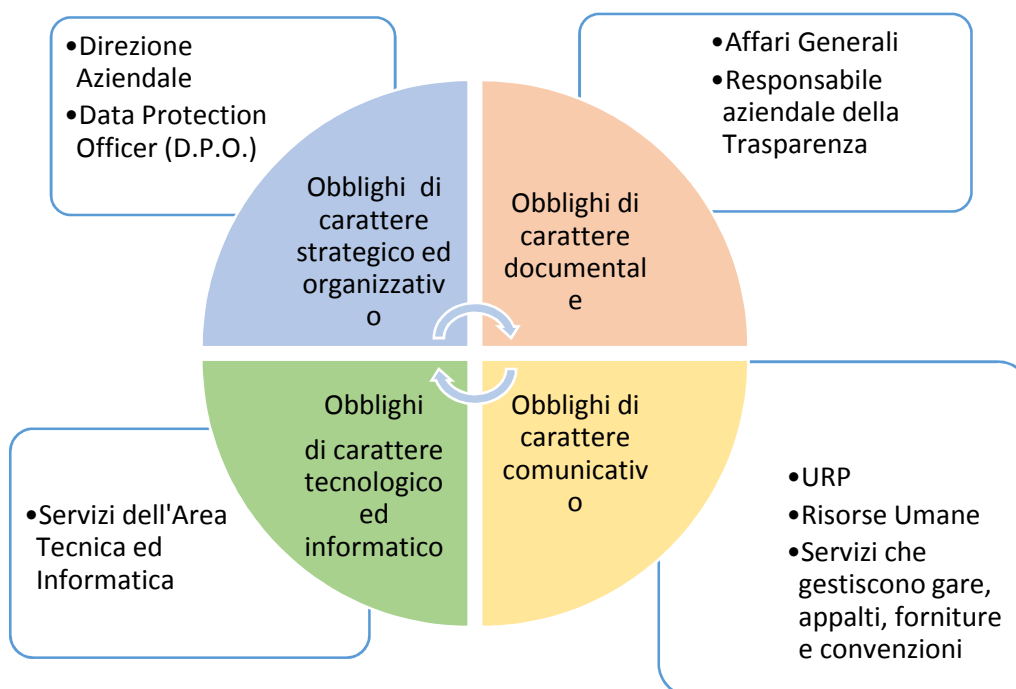 •Direzione
Aziendale
•Data Protection
Officer (D.P.O.)
•Affari Generali
•Responsabile
aziendale della
Trasparenza
Obblighi di
carattere
strategico ed
organizzativ
o
Obblighi di
carattere
documental
e
Obblighi
di carattere
tecnologico
ed
informatico
Obblighi di
carattere
comunicativ
o
•Servizi dell'Area
Tecnica ed
Informatica
•URP
•Risorse Umane
•Servizi che
gestiscono gare,
appalti, forniture
e convenzioni